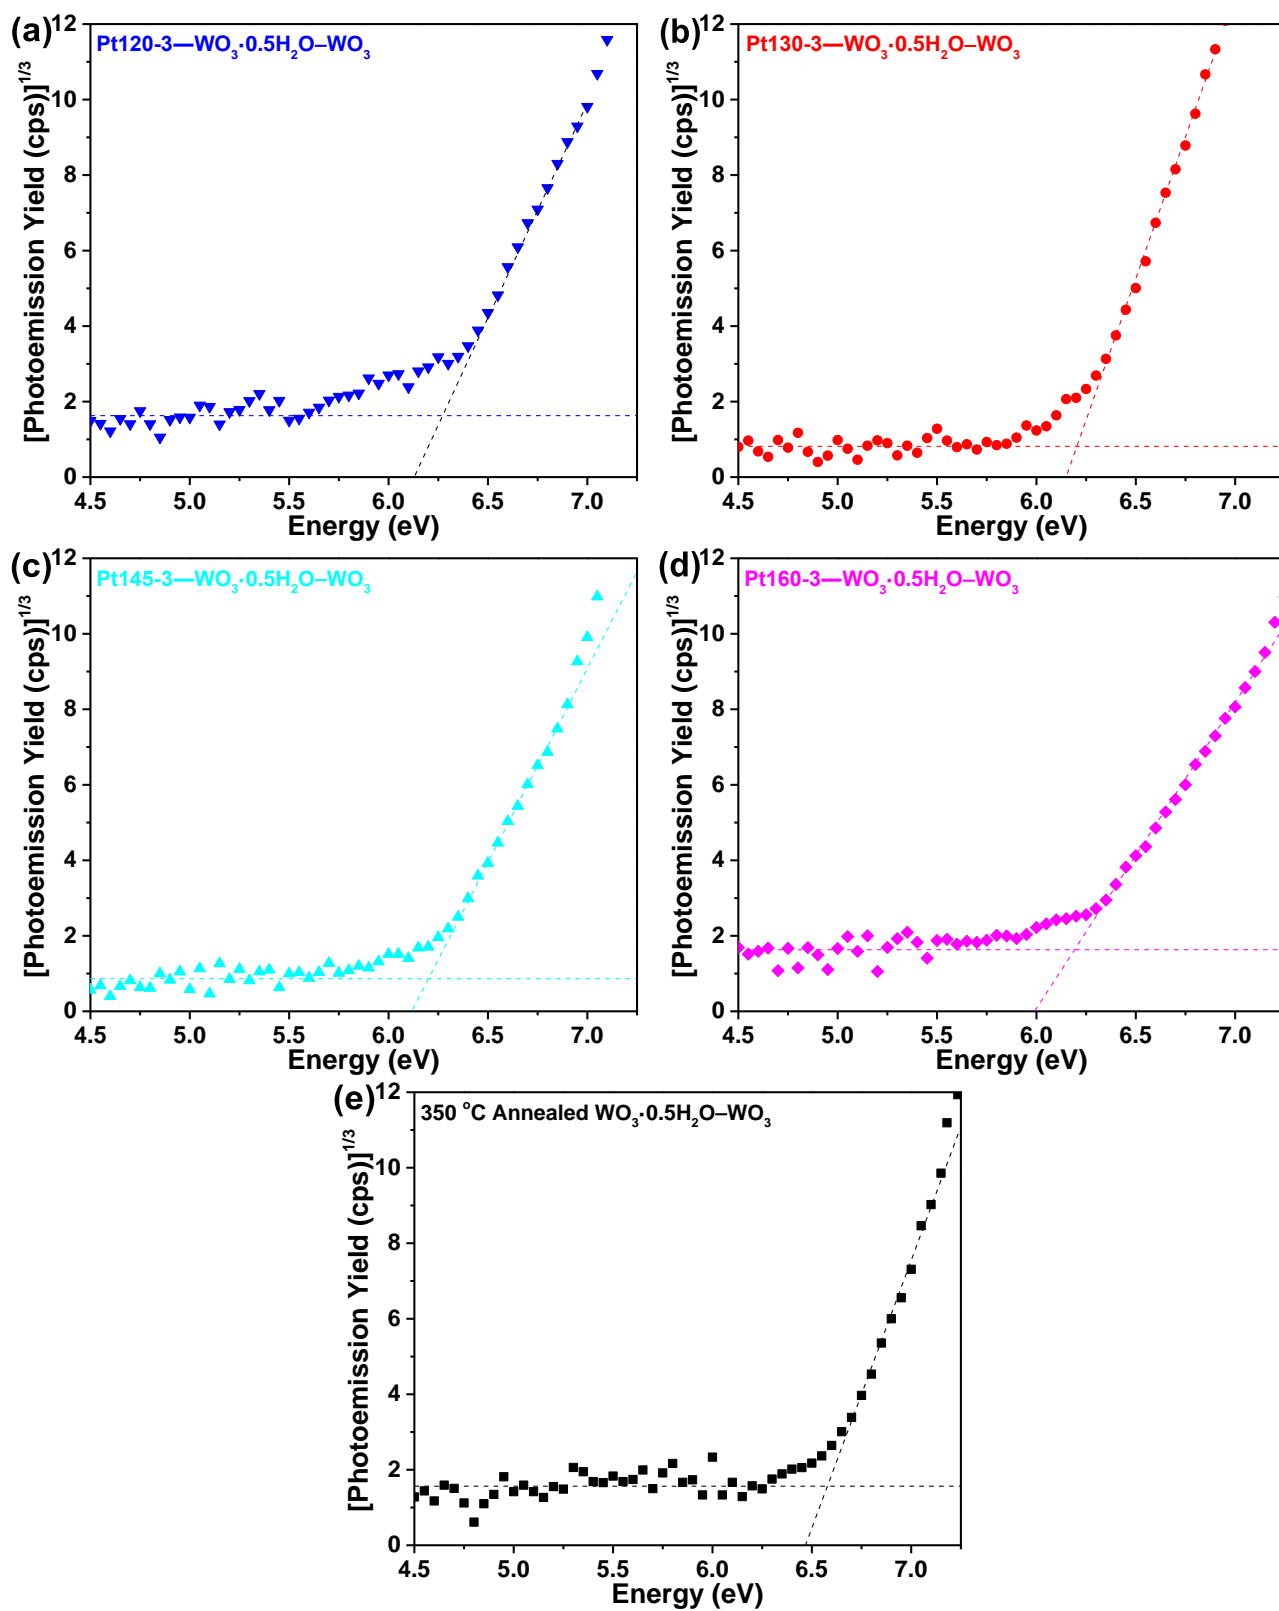 (a)
Pt120-3—WO₃·0.5H₂O–WO₃
[Photoemission Yield (cps)]^1/3
12
10
8
6
4
2
0
4.5 5.0 5.5 6.0 6.5 7.0
Energy (eV)
(b)
Pt130-3—WO₃·0.5H₂O–WO₃
[Photoemission Yield (cps)]^1/3
12
10
8
6
4
2
0
4.5 5.0 5.5 6.0 6.5 7.0
Energy (eV)
(c)
Pt145-3—WO₃·0.5H₂O–WO₃
[Photoemission Yield (cps)]^1/3
12
10
8
6
4
2
0
4.5 5.0 5.5 6.0 6.5 7.0
Energy (eV)
(d)
Pt160-3—WO₃·0.5H₂O–WO₃
[Photoemission Yield (cps)]^1/3
12
10
8
6
4
2
0
4.5 5.0 5.5 6.0 6.5 7.0
Energy (eV)
(e)
350 °C Annealed WO₃·0.5H₂O–WO₃
[Photoemission Yield (cps)]^1/3
12
10
8
6
4
2
0
4.5 5.0 5.5 6.0 6.5 7.0
Energy (eV)